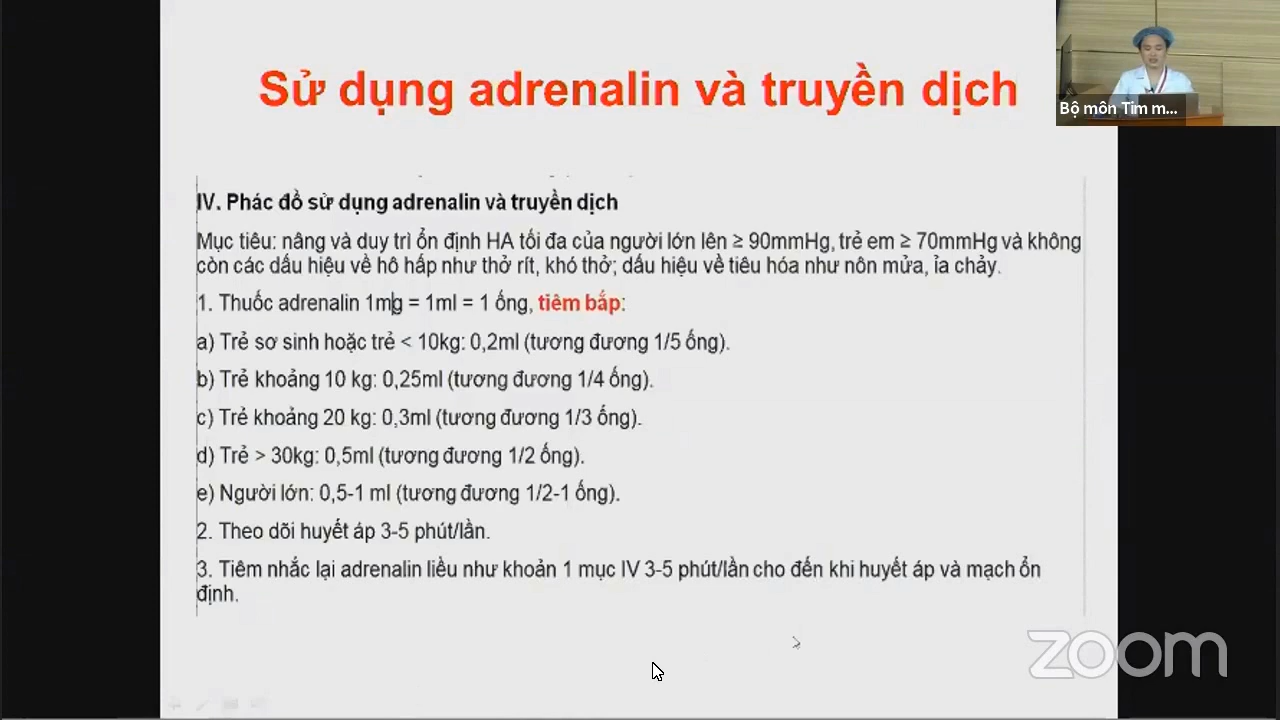 Sử dụng adrenalin và truyền dịch
Bộ môn Tim m...
IV. Phác đồ sử dụng adrenalin và truyền dịch
Mục tiêu: nâng và duy trì ổn định HA tối đa của người lớn lên ≥ 90mmHg, trẻ em ≥ 70mmHg và không
còn các dấu hiệu về hô hấp như thở rít, khó thở; dấu hiệu về tiêu hóa như nôn mửa, ỉa chảy.
1. Thuốc adrenalin 1mg = 1ml = 1 ống, tiêm bắp:
a) Trẻ sơ sinh hoặc trẻ < 10kg: 0,2ml (tương đương 1/5 ống).
b) Trẻ khoảng 10 kg: 0,25ml (tương đương 1/4 ống).
c) Trẻ khoảng 20 kg: 0,3ml (tương đương 1/3 ống).
d) Trẻ > 30kg: 0,5ml (tương đương 1/2 ống).
e) Người lớn: 0,5-1 ml (tương đương 1/2-1 ống).
2. Theo dõi huyết áp 3-5 phút/lần.
3. Tiêm nhắc lại adrenalin liều như khoản 1 mục IV 3-5 phút/lần cho đến khi huyết áp và mạch ổn
định.
zoom